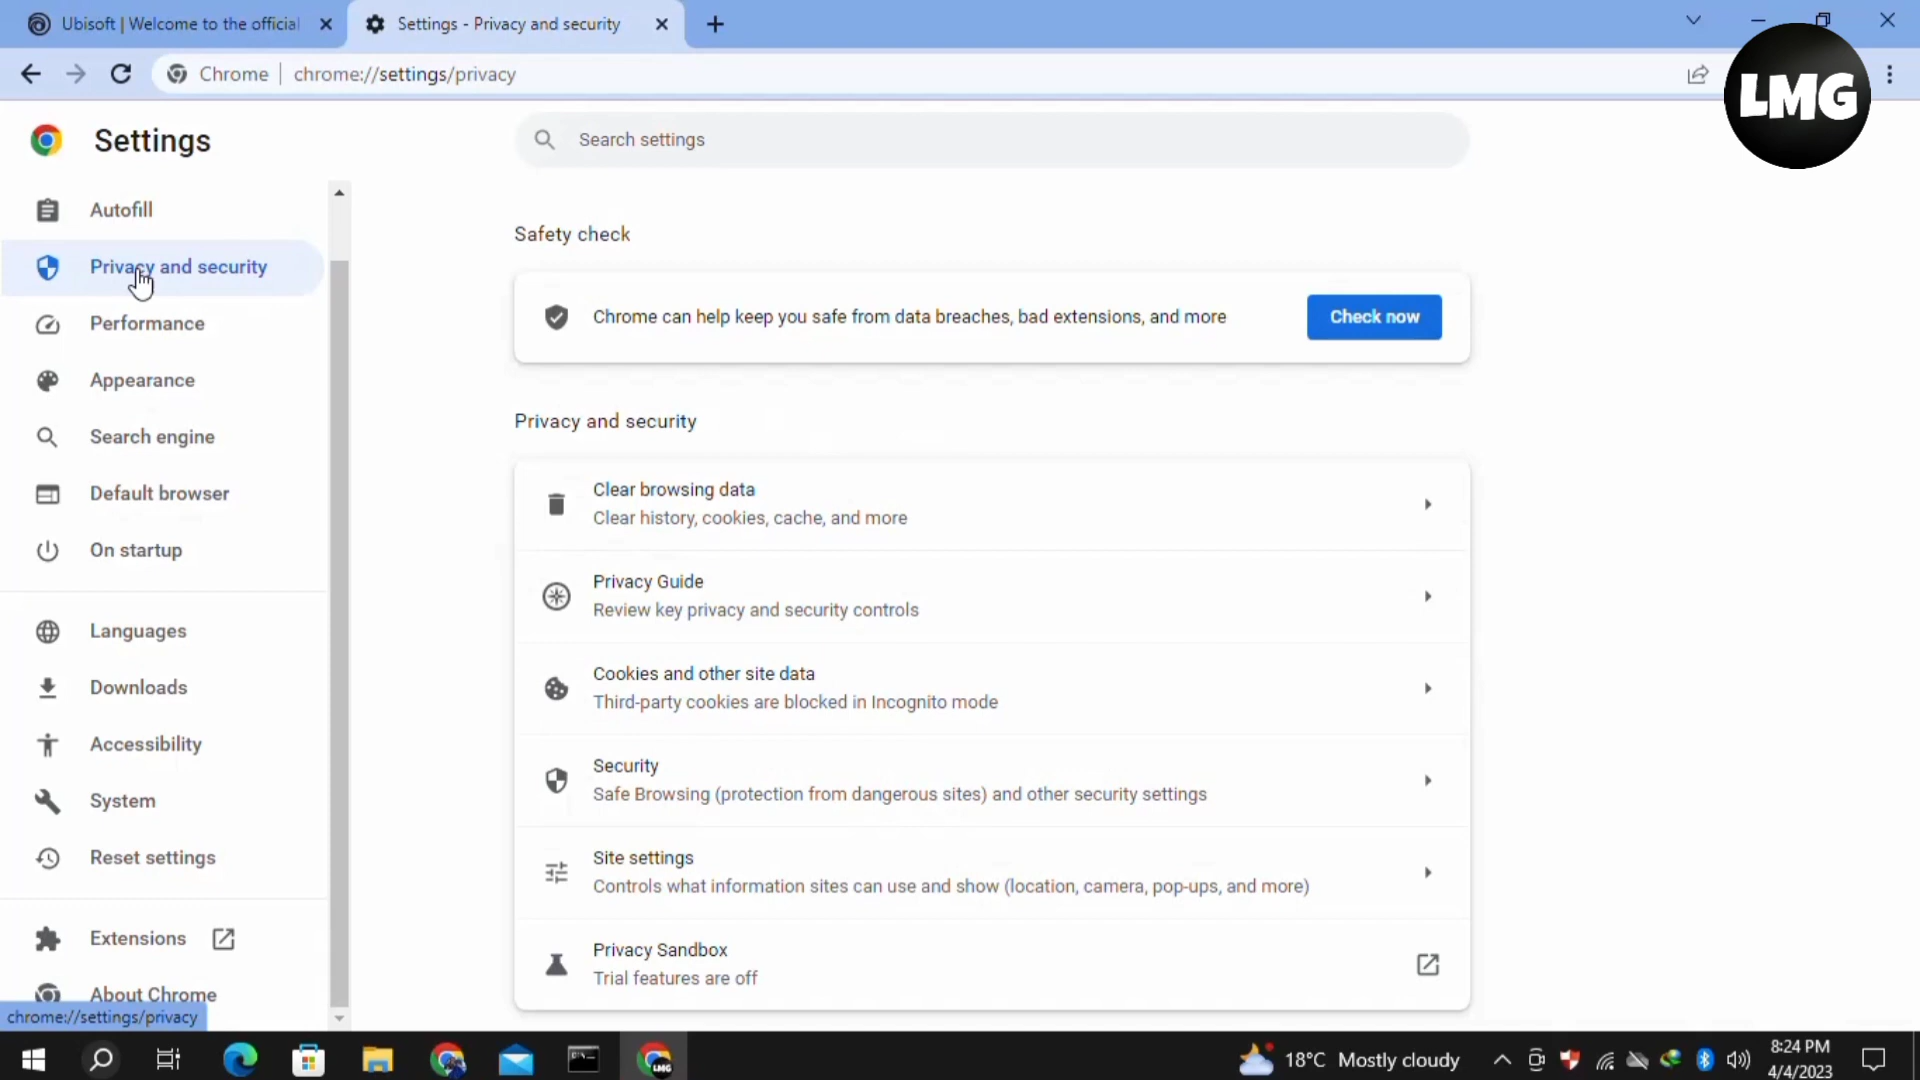 Ubisoft | Welcome to the official
Settings - Privacy and security
Chrome
chrome://settings/privacy
LMG
Settings
Search settings
Autofill
Privacy and security
Performance
Appearance
Search engine
Default browser
On startup
Languages
Downloads
Accessibility
System
Reset settings
Extensions
About Chrome
chrome://settings/privacy
Safety check
Chrome can help keep you safe from data breaches, bad extensions, and more
Check now
Privacy and security
Clear browsing data
Clear history, cookies, cache, and more
Privacy Guide
Review key privacy and security controls
Cookies and other site data
Third-party cookies are blocked in Incognito mode
Security
Safe Browsing (protection from dangerous sites) and other security settings
Site settings
Controls what information sites can use and show (location, camera, pop-ups, and more)
Privacy Sandbox
Trial features are off
LMG
18°C Mostly cloudy
8:24 PM
4/4/2023